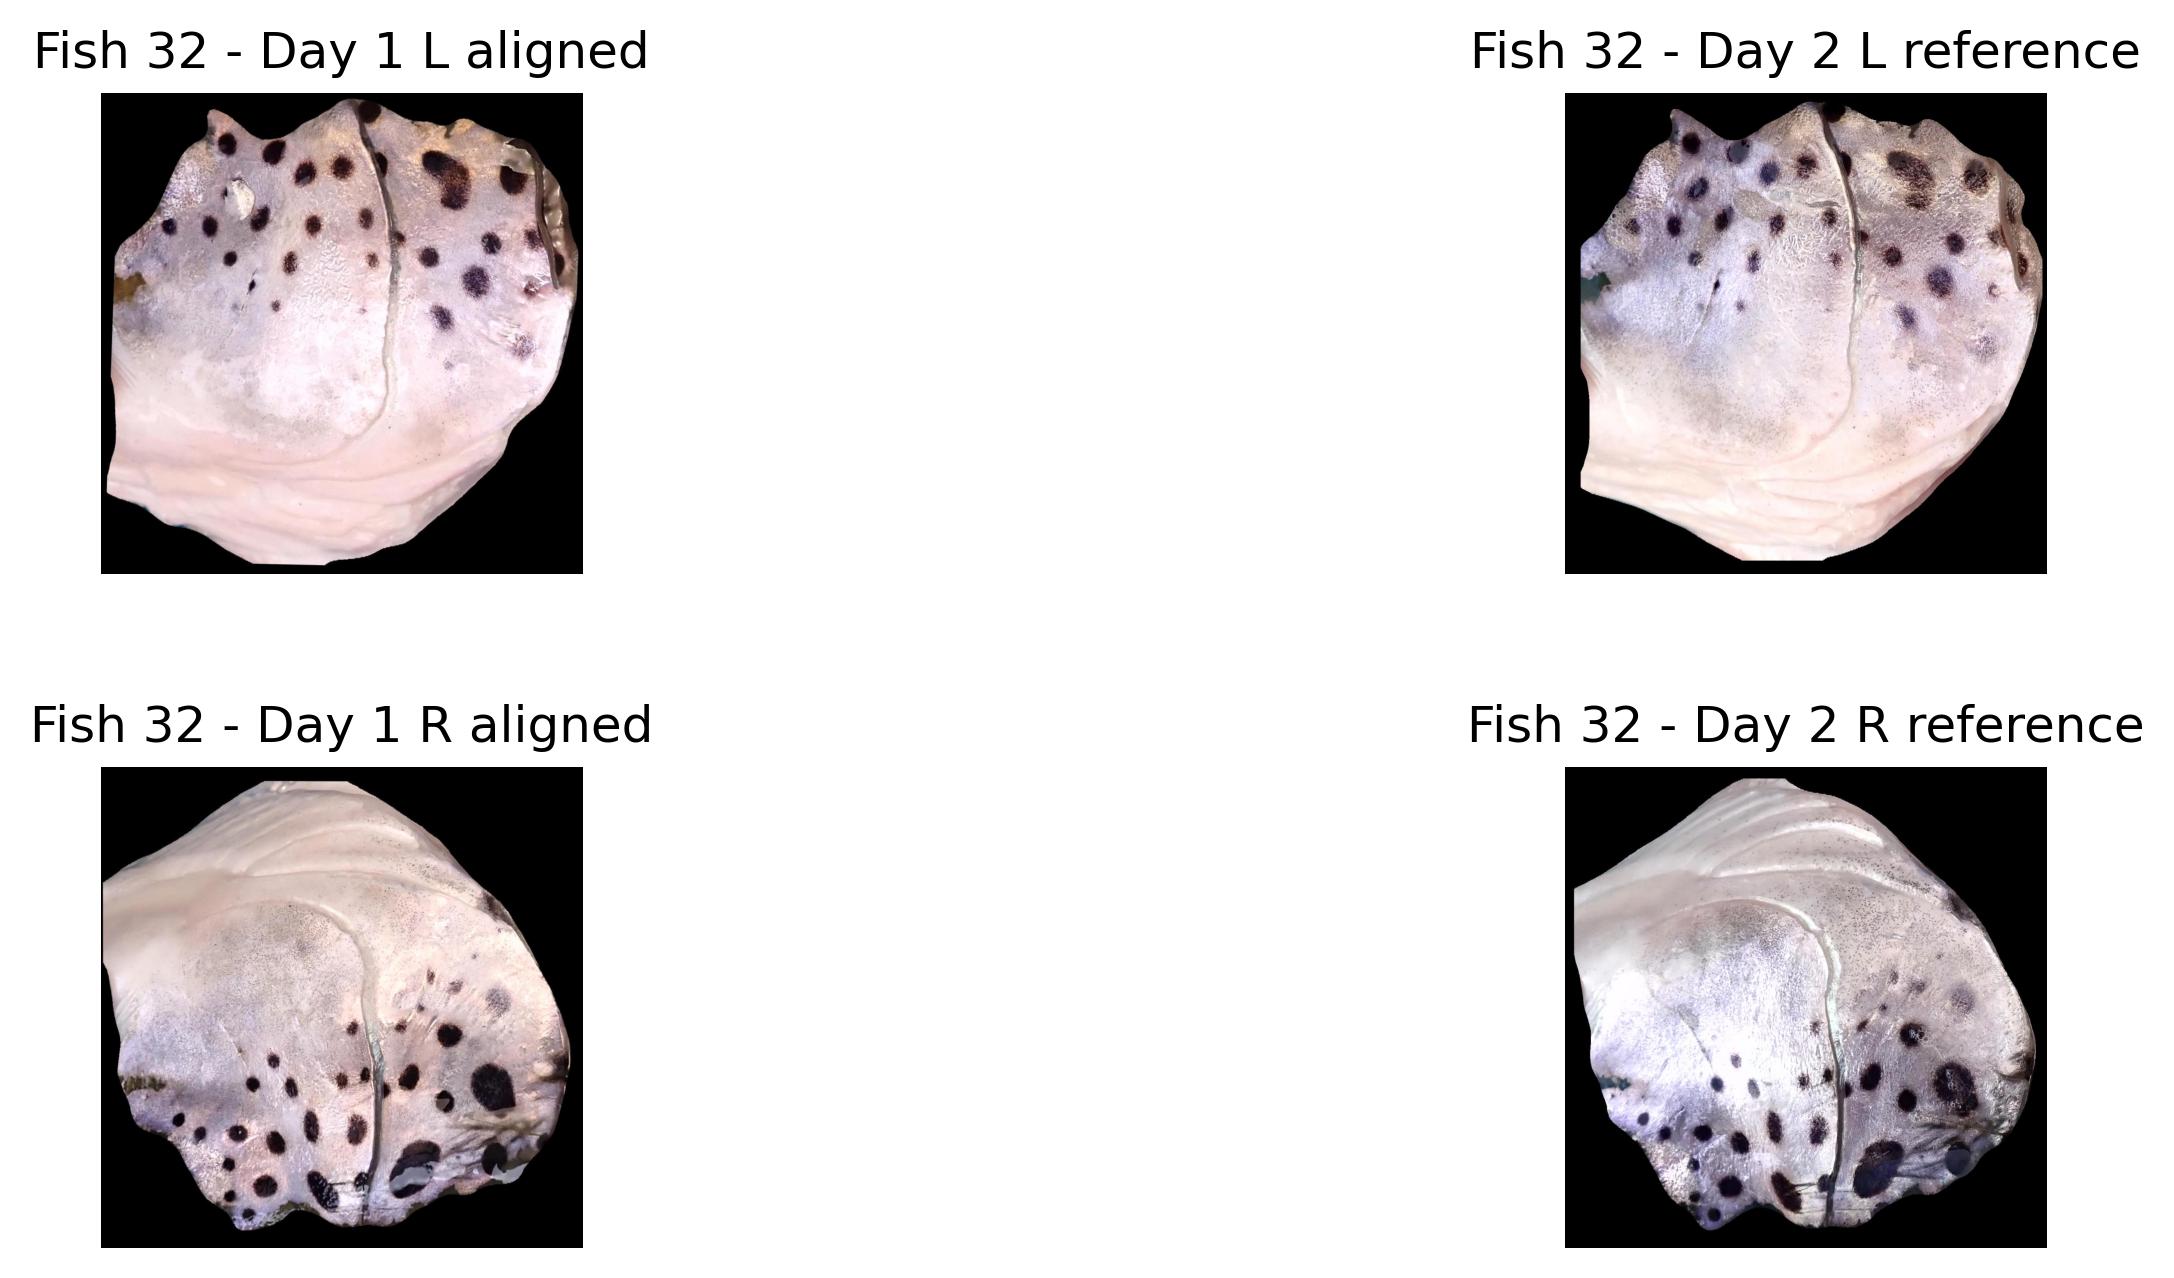 Fish 32 - Day 1 L aligned
Fish 32 - Day 2 L reference
Fish 32 - Day 1 R aligned
Fish 32 - Day 2 R reference